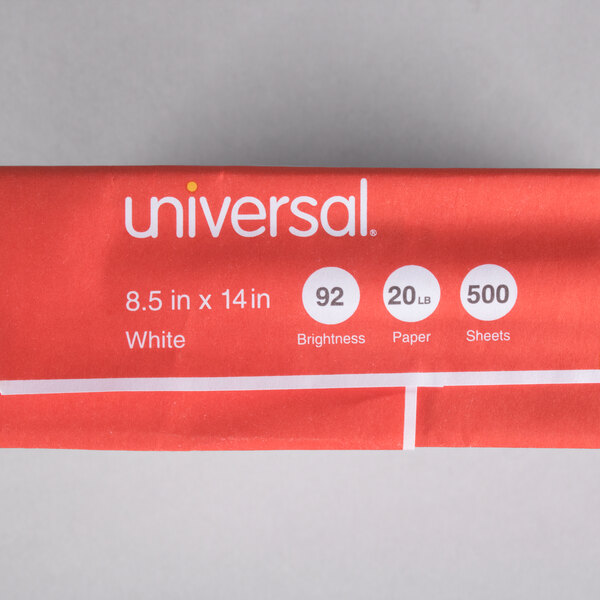 universal®
8.5 in x 14 in
White
92
Brightness
20 LB
Paper
500
Sheets